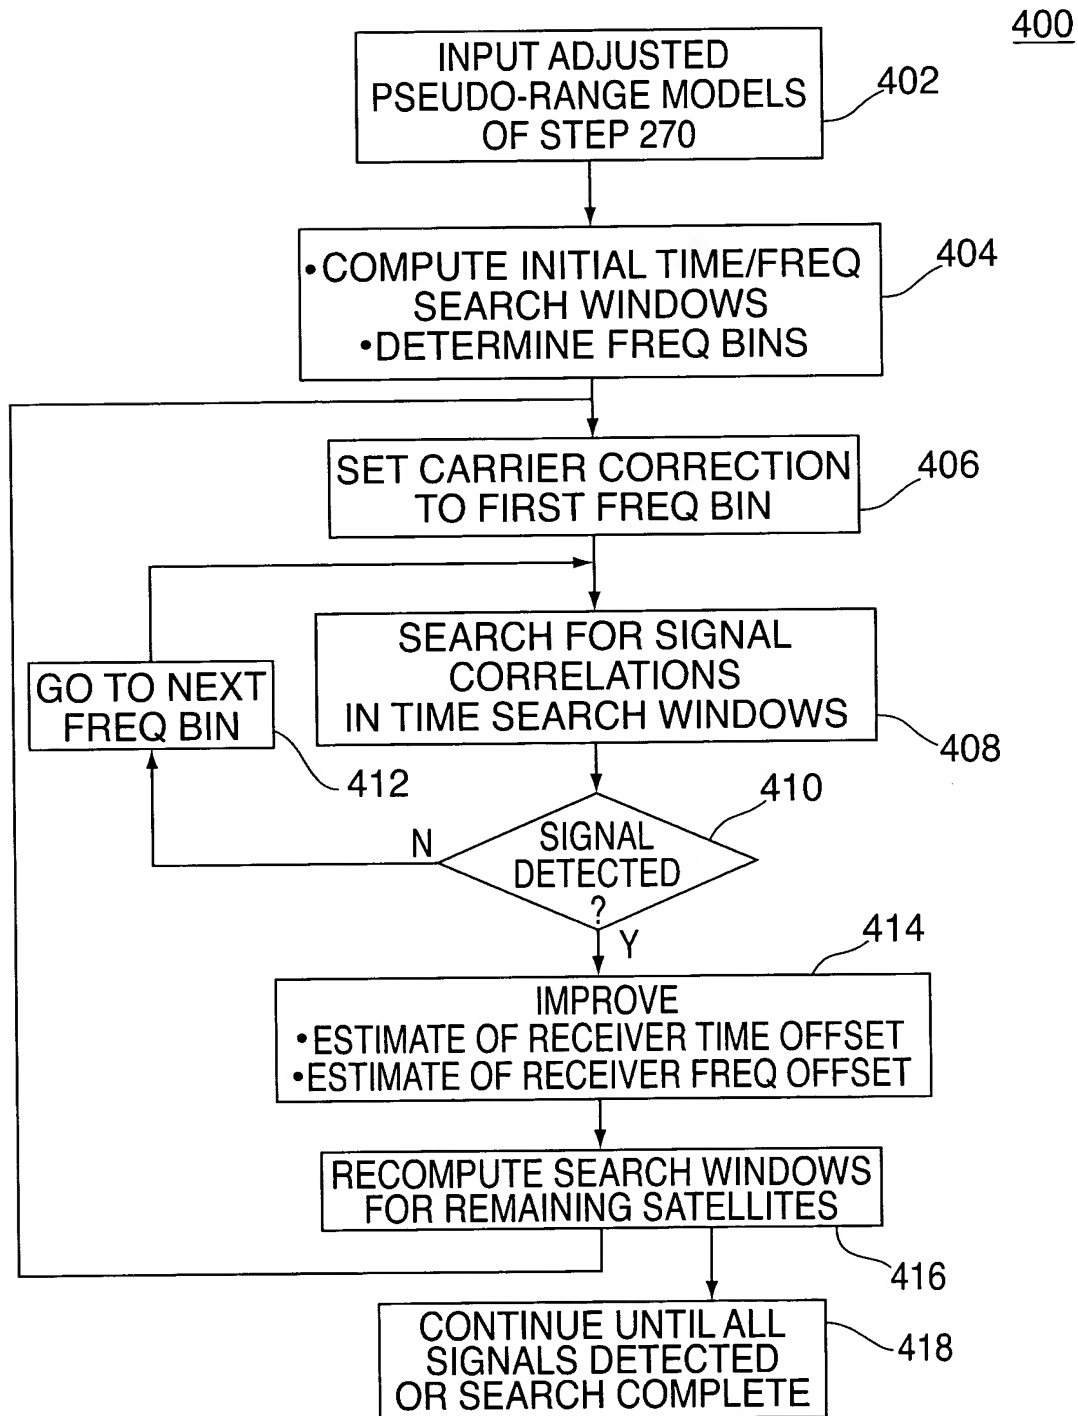 400
INPUT ADJUSTED
PSEUDO-RANGE MODELS
OF STEP 270
402
•COMPUTE INITIAL TIME/FREQ
SEARCH WINDOWS
•DETERMINE FREQ BINS
404
SET CARRIER CORRECTION
TO FIRST FREQ BIN
406
SEARCH FOR SIGNAL
CORRELATIONS
IN TIME SEARCH WINDOWS
408
GO TO NEXT
FREQ BIN
412
410
N
SIGNAL
DETECTED
?
Y
414
IMPROVE
•ESTIMATE OF RECEIVER TIME OFFSET
•ESTIMATE OF RECEIVER FREQ OFFSET
RECOMPUTE SEARCH WINDOWS
FOR REMAINING SATELLITES
416
CONTINUE UNTIL ALL
SIGNALS DETECTED
OR SEARCH COMPLETE
418